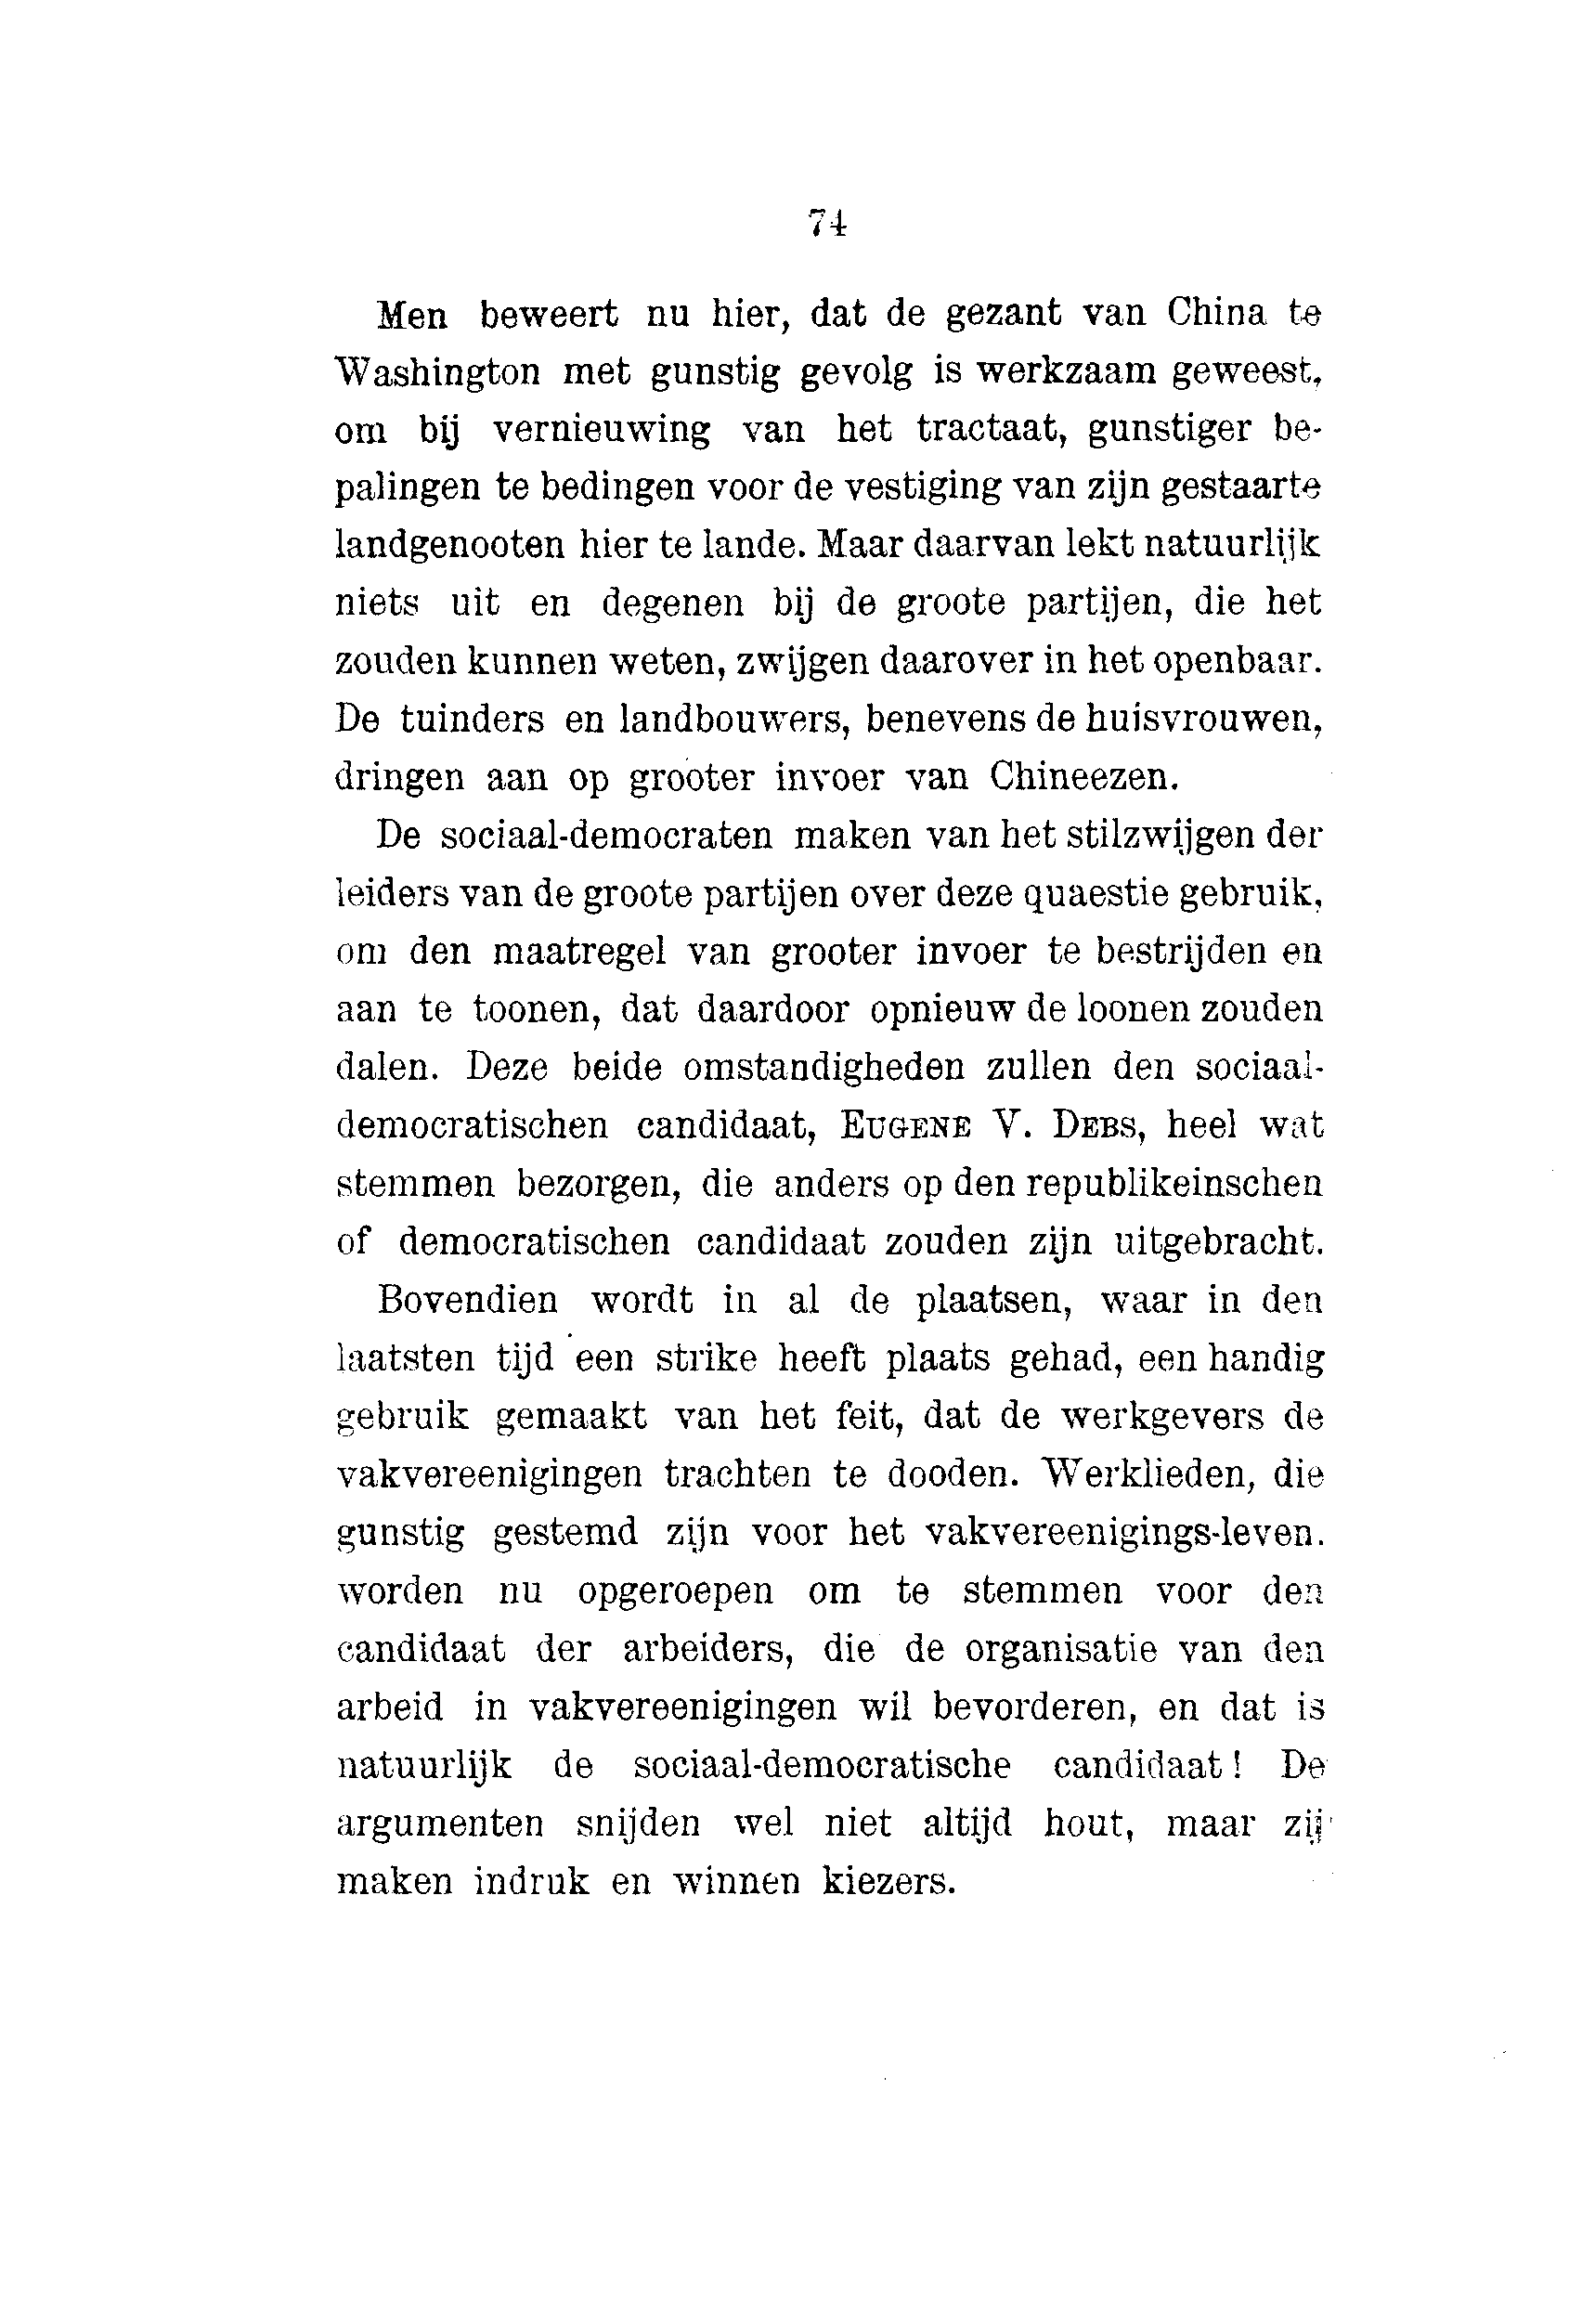 74
Men beweert nu hier, dat de gezant van China te
Washington met gunstig gevolg is werkzaam geweest,
om bij vernieuwing van het tractaat, gunstiger be-
palingen te bedingen voor de vestiging van zijn gestaarte
landgenooten hier te lande. Maar daarvan lekt natuurlijk
niets uit en degenen bij de groote partijen, die het
zouden kunnen weten, zwijgen daarover in het openbaar.
De tuinders en landbouwers, benevens de huisvrouwen,
dringen aan op grooter invoer van Chineezen.
De sociaal-democraten maken van het stilzwijgen der
leiders van de groote partijen over deze quaestie gebruik,
om den maatregel van grooter invoer te bestrijden en
aan te toonen, dat daardoor opnieuw de loonen zouden
dalen. Deze beide omstandigheden zullen den sociaal-
democratischen candidaat, EUGENE V. DEBS, heel wat
stemmen bezorgen, die anders op den republikeinschen
of democratischen candidaat zouden zijn uitgebracht.
Bovendien wordt in al de plaatsen, waar in den
laatsten tijd een strike heeft plaats gehad, een handig
gebruik gemaakt van het feit, dat de werkgevers de
vakvereenigingen trachten te dooden. Werklieden, die
gunstig gestemd zijn voor het vakvereenigings-leven.
worden nu opgeroepen om te stemmen voor den
candidaat der arbeiders, die de organisatie van den
arbeid in vakvereenigingen wil bevorderen, en dat is
natuurlijk de sociaal-democratische candidaat! De
argumenten snijden wel niet altijd hout, maar zij
maken indruk en winnen kiezers.